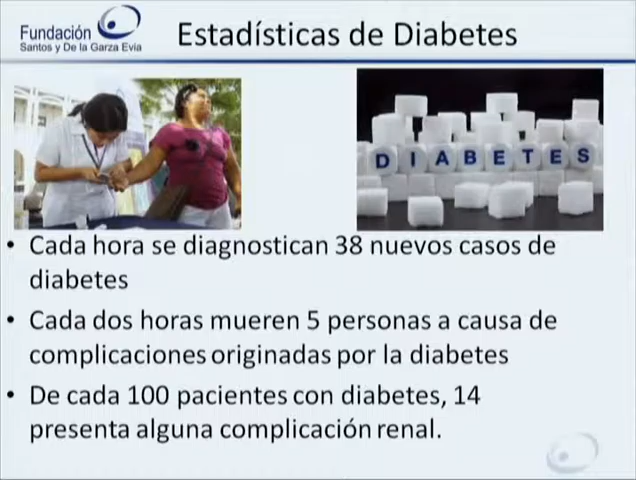 Fundación
Santos y De la Garza Evia
Estadísticas de Diabetes
DIABETES
• Cada hora se diagnostican 38 nuevos casos de
diabetes
• Cada dos horas mueren 5 personas a causa de
complicaciones originadas por la diabetes
• De cada 100 pacientes con diabetes, 14
presenta alguna complicación renal.